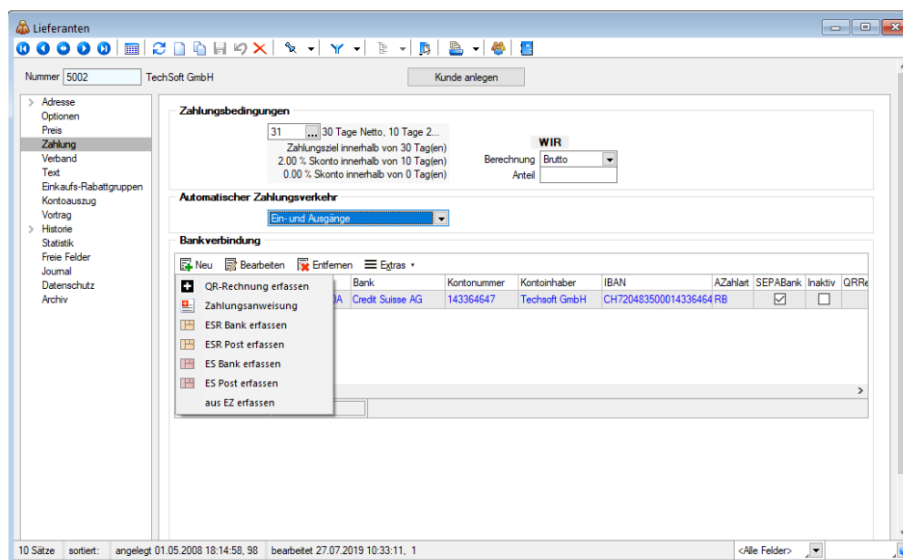 Lieferanten
Nummer 5002 TechSoft GmbH Kunde anlegen
Adresse
Optionen
Preis
Zahlung
Verband
Text
Einkaufs-Rabattgruppen
Kontoauszug
Vortrag
Historie
Statistik
Freie Felder
Journal
Datenschutz
Archiv
Zahlungsbedingungen
31 ... 30 Tage Netto, 10 Tage 2...
Zahlungsziel innerhalb von 30 Tag(en)
2.00 % Skonto innerhalb von 10 Tag(en)
0.00 % Skonto innerhalb von 0 Tag(en)
WIR
Berechnung Brutto
Anteil
Automatischer Zahlungsverkehr
Ein- und Ausgänge
Bankverbindung
Neu Bearbeiten Entfernen Extras
Bank Kontonummer Kontoinhaber IBAN AZahlart SEPABank Inaktiv QRRe
0A Credit Suisse AG 143364647 Techsoft GmbH CH720483500014336464 RB
QR-Rechnung erfassen
Zahlungsanweisung
ESR Bank erfassen
ESR Post erfassen
ES Bank erfassen
ES Post erfassen
aus EZ erfassen
10 Sätze sortiert: angelegt 01.05.2008 18:14:58, 98 bearbeitet 27.07.2019 10:33:11, 1 <Alle Felder>